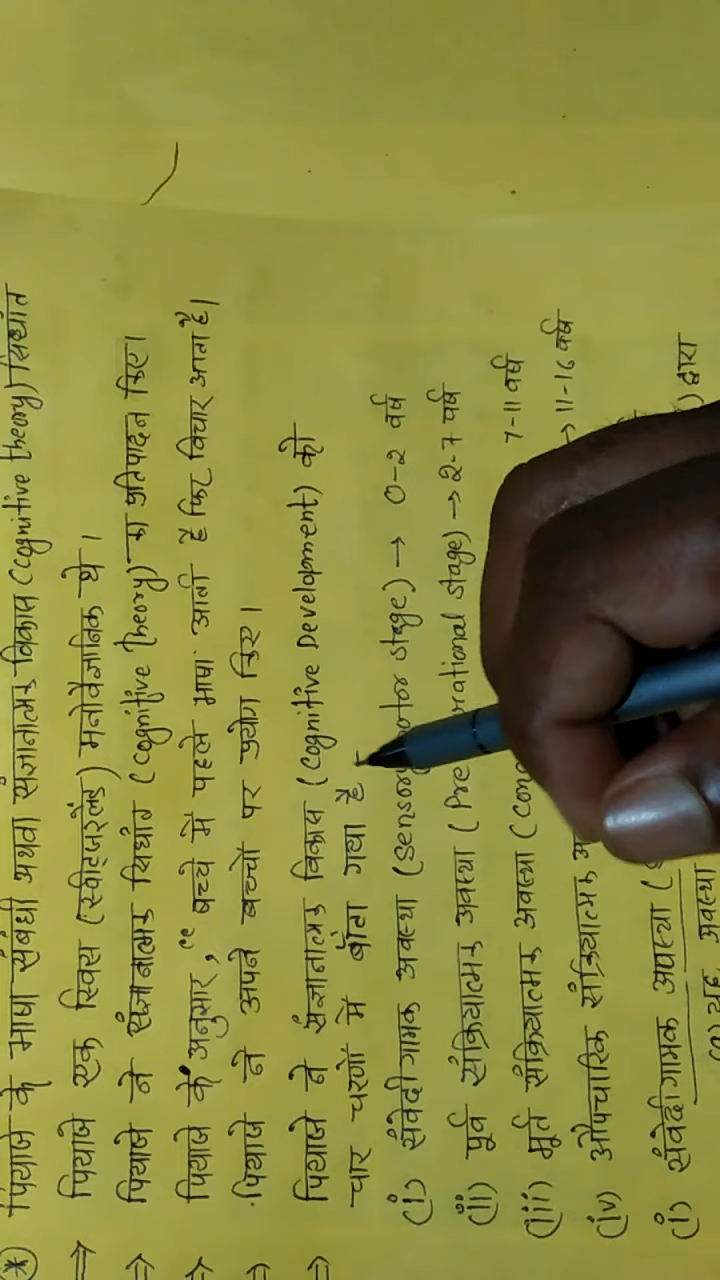 * पियाजे के भाषा संबंधी अथवा संज्ञानात्मक विकास (Cognitive theory) सिध्धांत
⇒ पियाजे एक स्विस (स्वीट्जरलैंड) मनोवैज्ञानिक थे।
⇒ पियाजे ने संज्ञानात्मक सिधांत (Cognitive theory) का प्रतिपादन किए।
⇒ पियाजे के अनुसार, "बच्चे में पहले भाषा आती है फिर विचार आता है।
⇒ पियाजे ने अपने बच्चों पर प्रयोग किए।
⇒ पियाजे ने संज्ञानात्मक विकास (Cognitive Development) को
चार चरणों में बाँटा गया है
(i) संवेदी गामक अवस्था (Sensory motor stage) → 0-2 वर्ष
(ii) पूर्व संक्रियात्मक अवस्था (Pre rational stage) → 2-7 वर्ष
(iii) मूर्त संक्रियात्मक अवस्था (Conc 7-11 वर्ष
(iv) औपचारिक संक्रियात्मक अ → 11-16 वर्ष
(i) संवेदी गामक अवस्था (
(a) यह अवस्था ) द्वारा